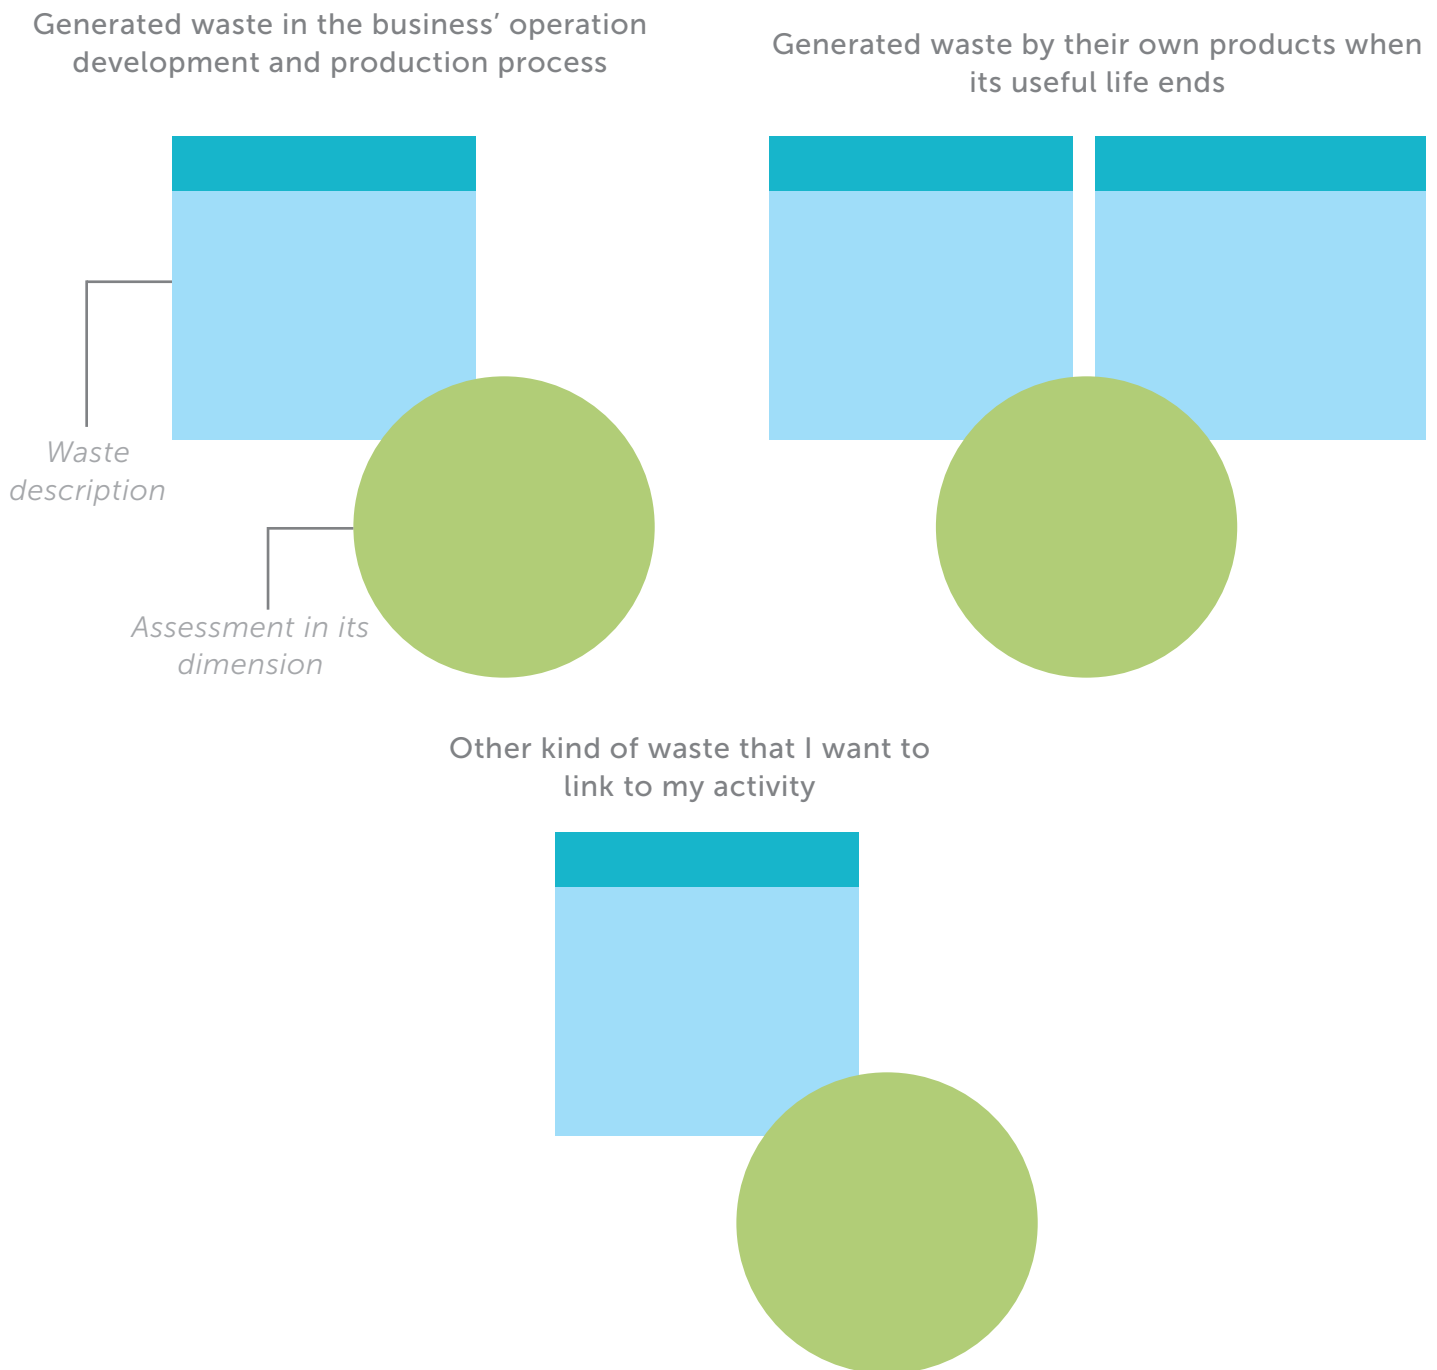 Generated waste in the business’ operation
development and production process
Generated waste by their own products when
its useful life ends
Waste
description
Assessment in its
dimension
Other kind of waste that I want to
link to my activity